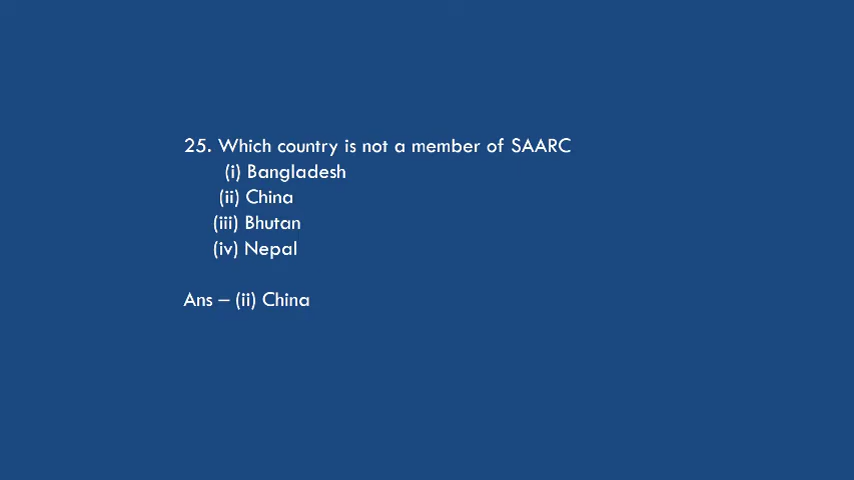 25. Which country is not a member of SAARC
(i) Bangladesh
(ii) China
(iii) Bhutan
(iv) Nepal
Ans – (ii) China